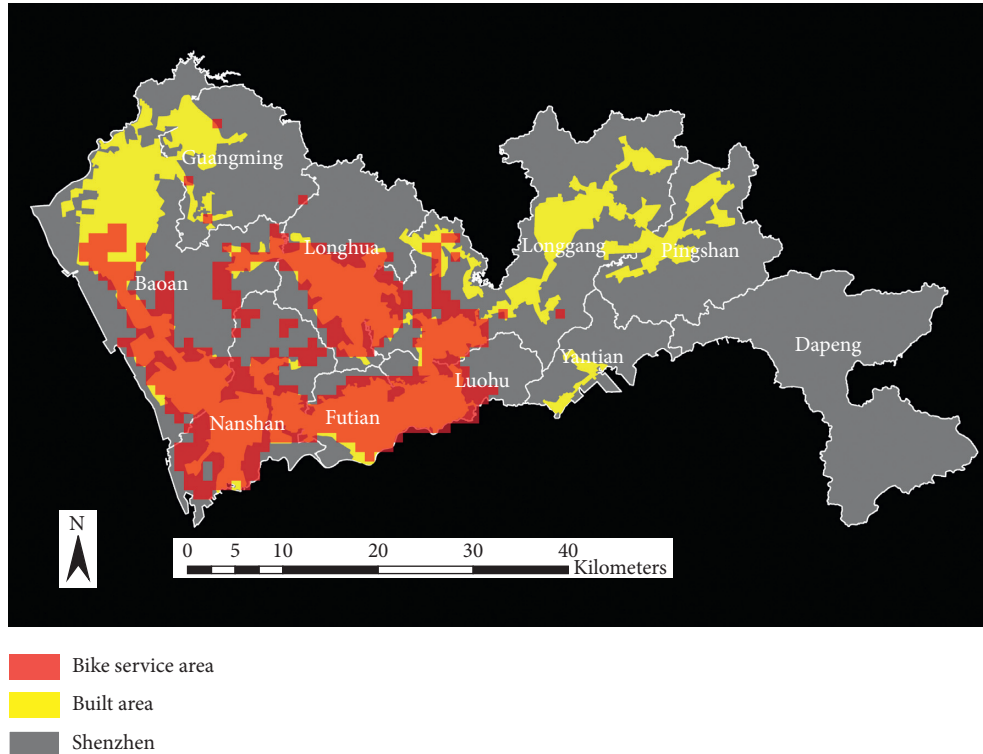 Guangming
Longhua
Longgang
Pingshan
Baoan
Yantian
Dapeng
Luohu
Nanshan
Futian
N
0 5 10 20 30 40
Kilometers
Bike service area
Built area
Shenzhen